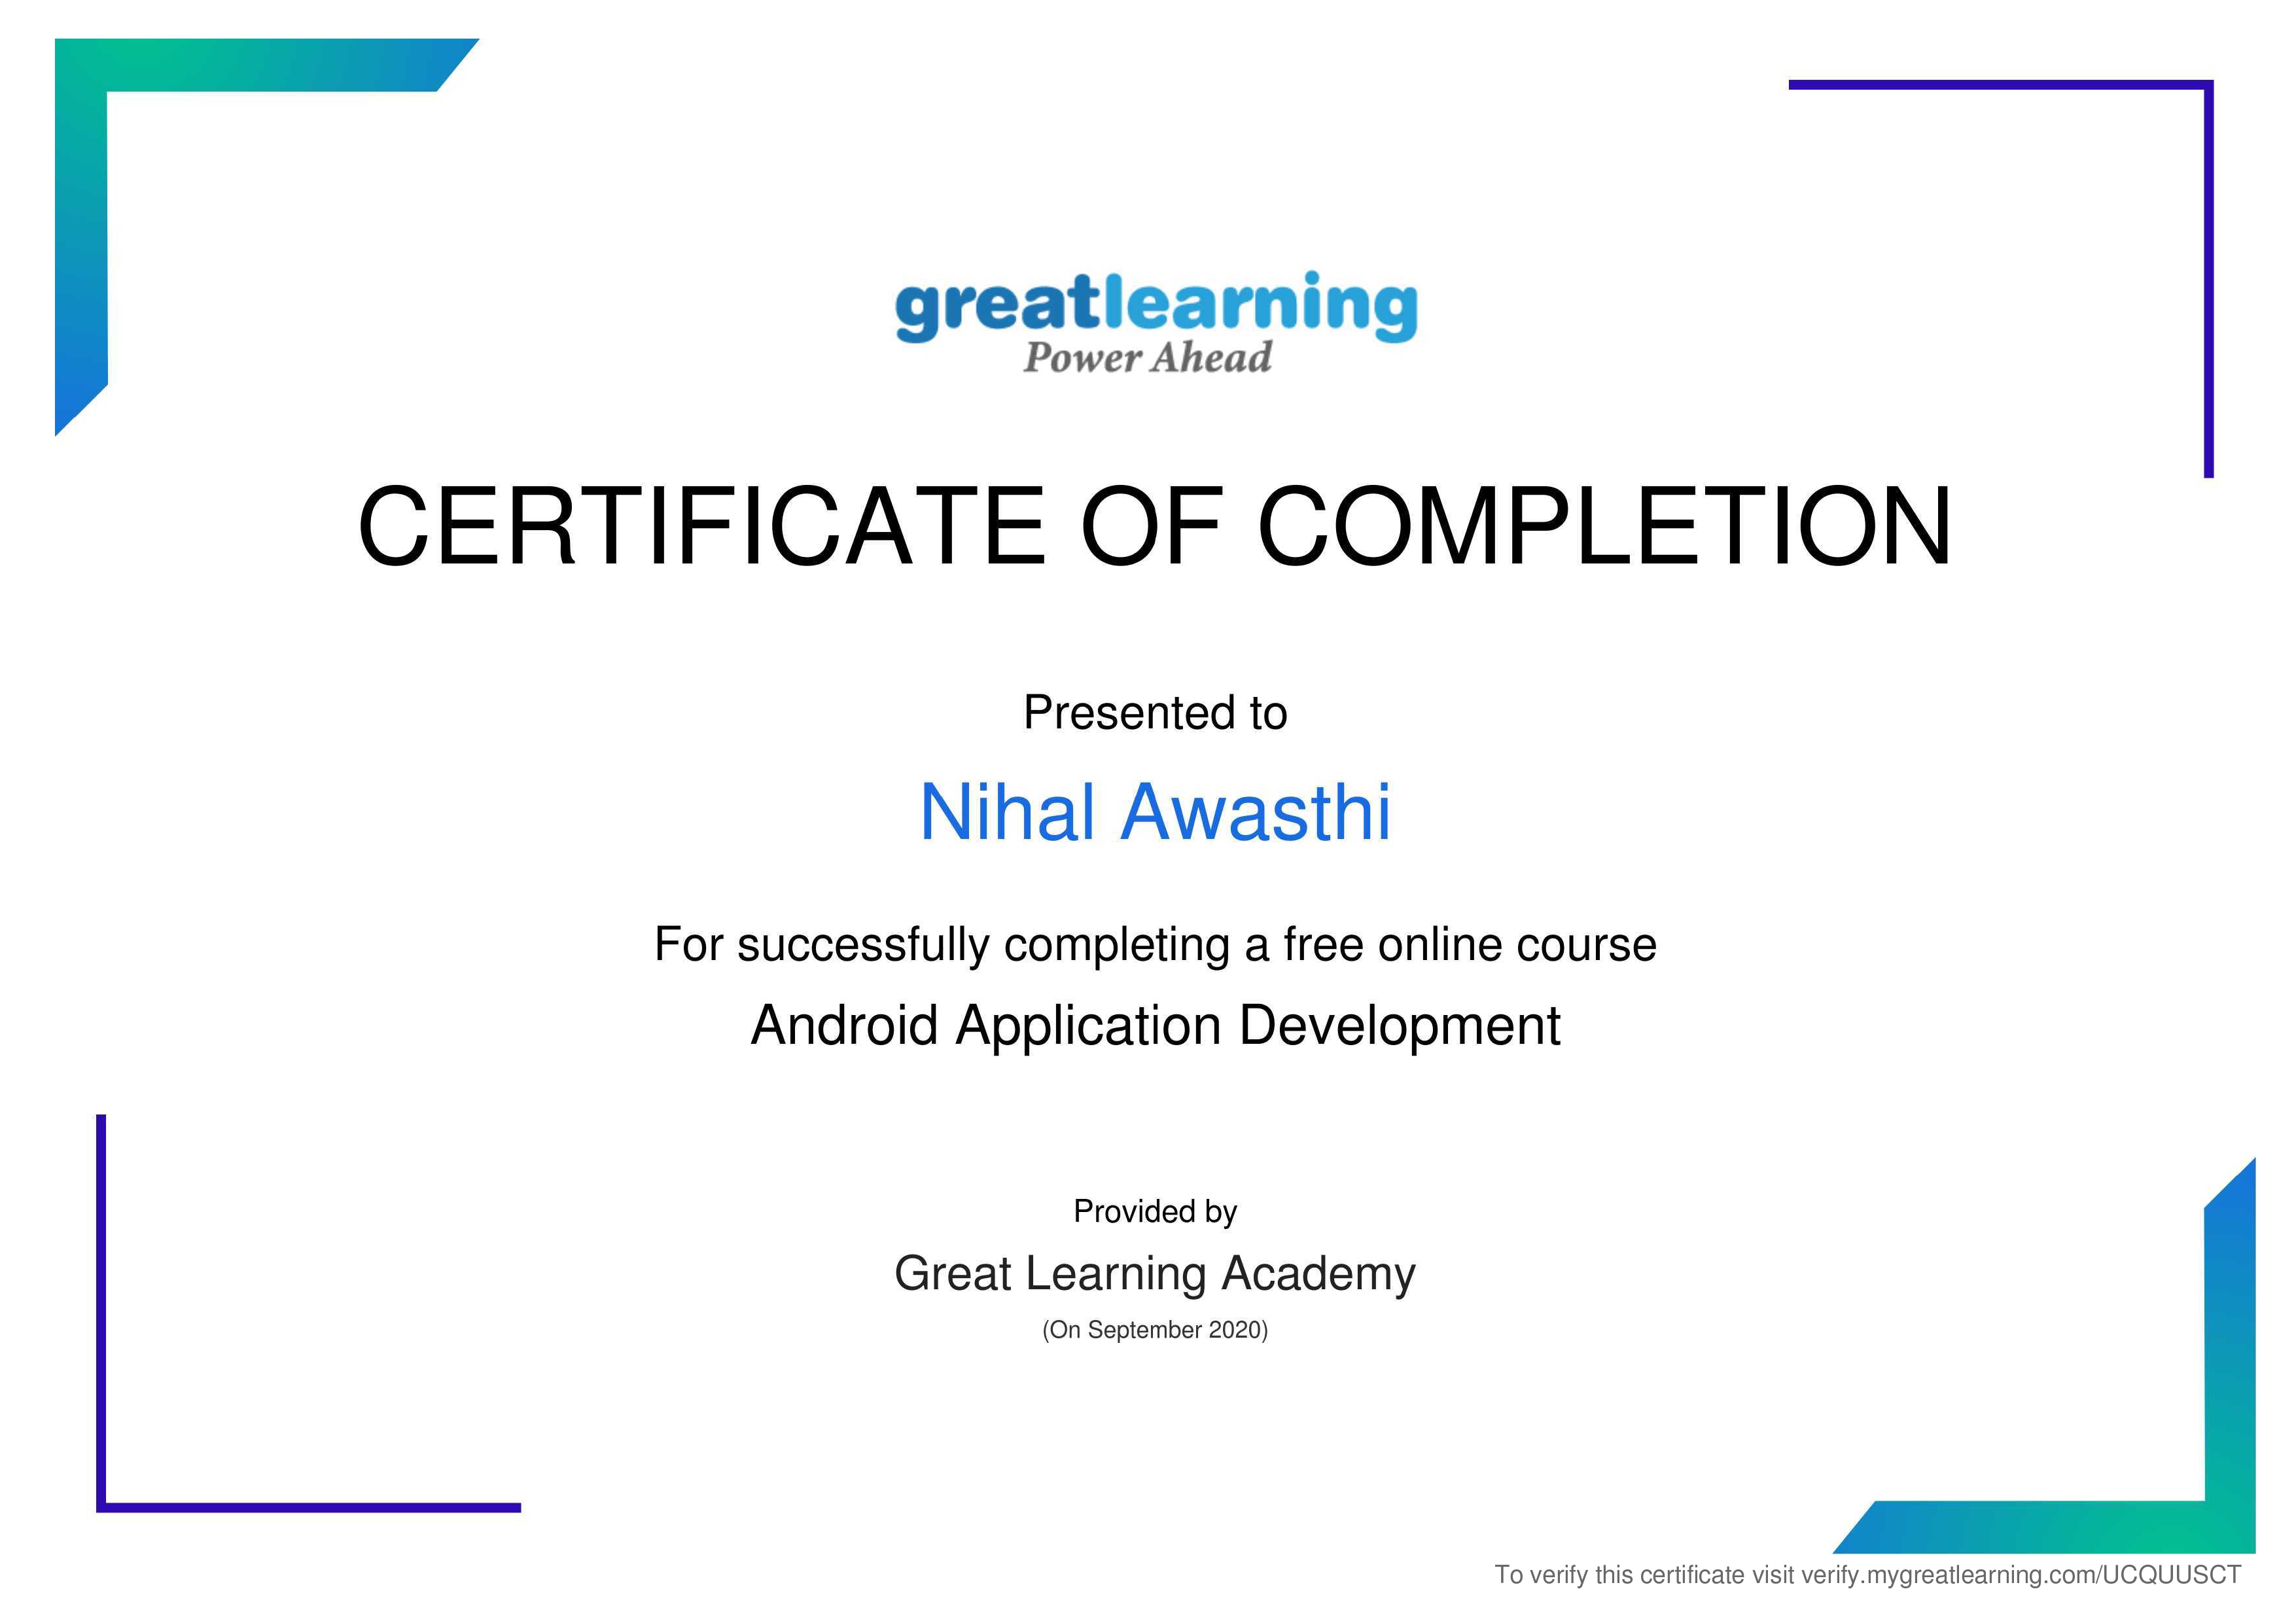 greatlearning
Power Ahead
CERTIFICATE OF COMPLETION
Presented to
Nihal Awasthi
For successfully completing a free online course
Android Application Development
Provided by
Great Learning Academy
(On September 2020)
To verify this certificate visit verify.mygreatlearning.com/UCQUUSCT